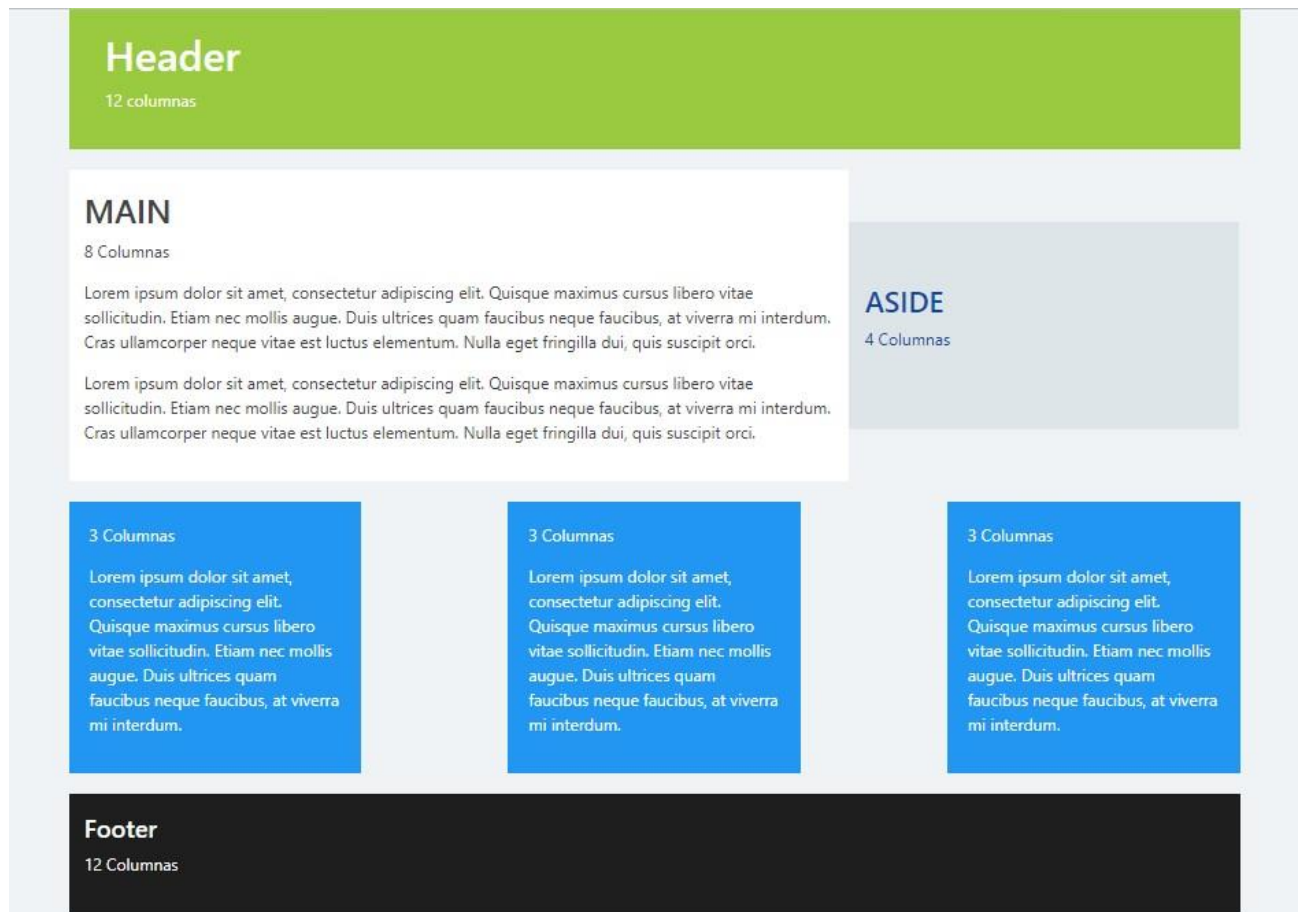 Header
12 columnas
MAIN
8 Columnas
Lorem ipsum dolor sit amet, consectetur adipiscing elit. Quisque maximus cursus libero vitae
sollicitudin. Etiam nec mollis augue. Duis ultrices quam faucibus neque faucibus, at viverra mi interdum.
Cras ullamcorper neque vitae est luctus elementum. Nulla eget fringilla dui, quis suscipit orci.
Lorem ipsum dolor sit amet, consectetur adipiscing elit. Quisque maximus cursus libero vitae
sollicitudin. Etiam nec mollis augue. Duis ultrices quam faucibus neque faucibus, at viverra mi interdum.
Cras ullamcorper neque vitae est luctus elementum. Nulla eget fringilla dui, quis suscipit orci.
ASIDE
4 Columnas
3 Columnas
Lorem ipsum dolor sit amet,
consectetur adipiscing elit.
Quisque maximus cursus libero
vitae sollicitudin. Etiam nec mollis
augue. Duis ultrices quam
faucibus neque faucibus, at viverra
mi interdum.
3 Columnas
Lorem ipsum dolor sit amet,
consectetur adipiscing elit.
Quisque maximus cursus libero
vitae sollicitudin. Etiam nec mollis
augue. Duis ultrices quam
faucibus neque faucibus, at viverra
mi interdum.
3 Columnas
Lorem ipsum dolor sit amet,
consectetur adipiscing elit.
Quisque maximus cursus libero
vitae sollicitudin. Etiam nec mollis
augue. Duis ultrices quam
faucibus neque faucibus, at viverra
mi interdum.
Footer
12 Columnas